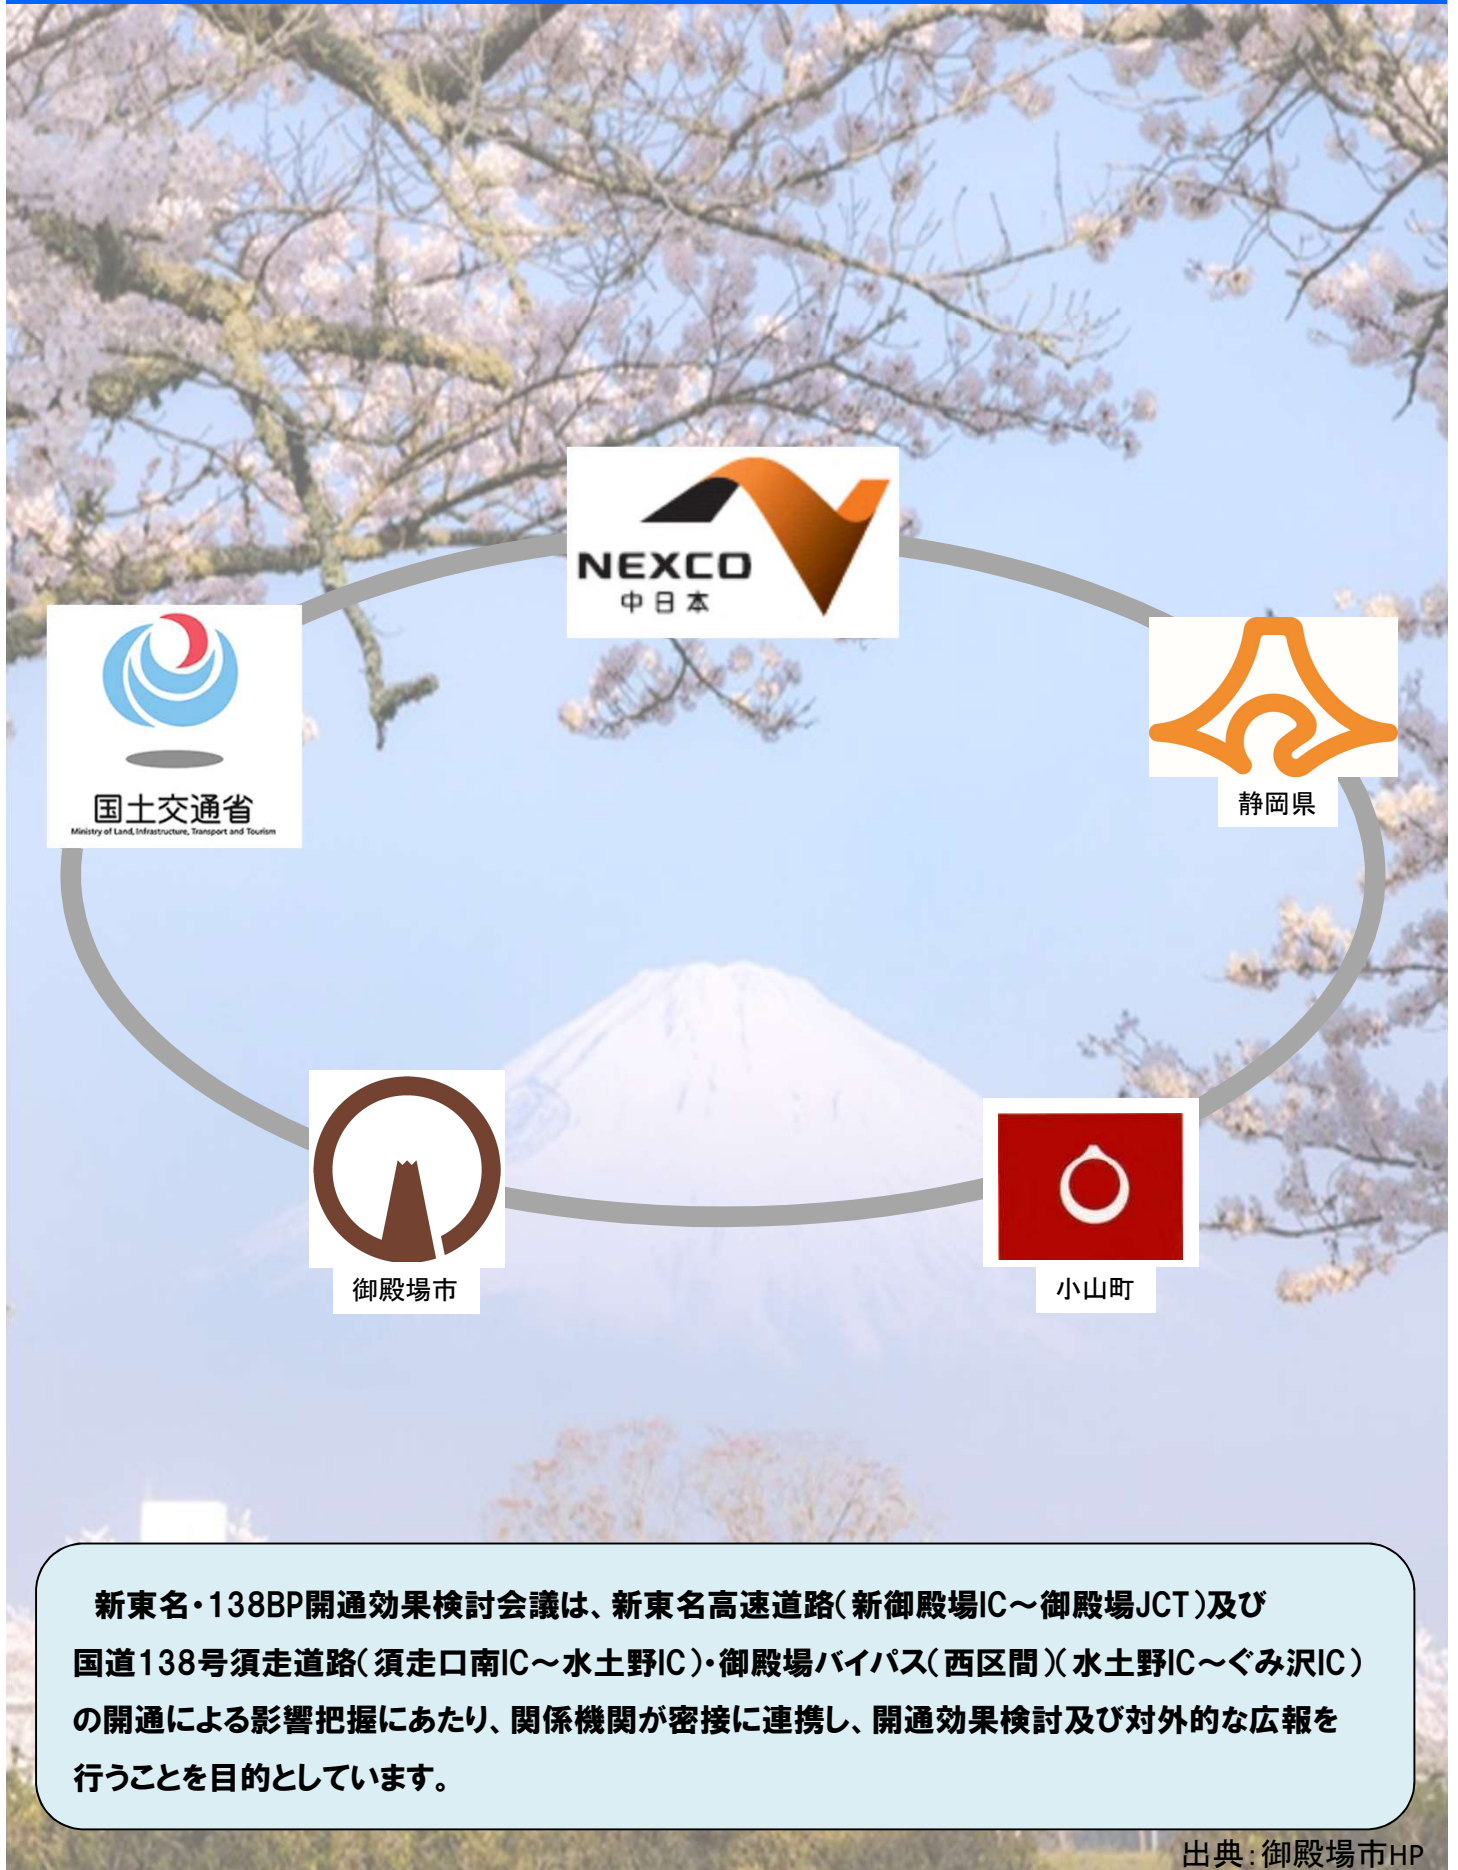 NEXCO
中日本
国土交通省
Ministry of Land, Infrastructure, Transport and Tourism
静岡県
御殿場市
小山町
新東名・138BP開通効果検討会議は、新東名高速道路(新御殿場IC～御殿場JCT)及び
国道138号須走道路(須走口南IC～水土野IC)・御殿場バイパス(西区間)(水土野IC～ぐみ沢IC)
の開通による影響把握にあたり、関係機関が密接に連携し、開通効果検討及び対外的な広報を
行うことを目的としています。
出典:御殿場市HP